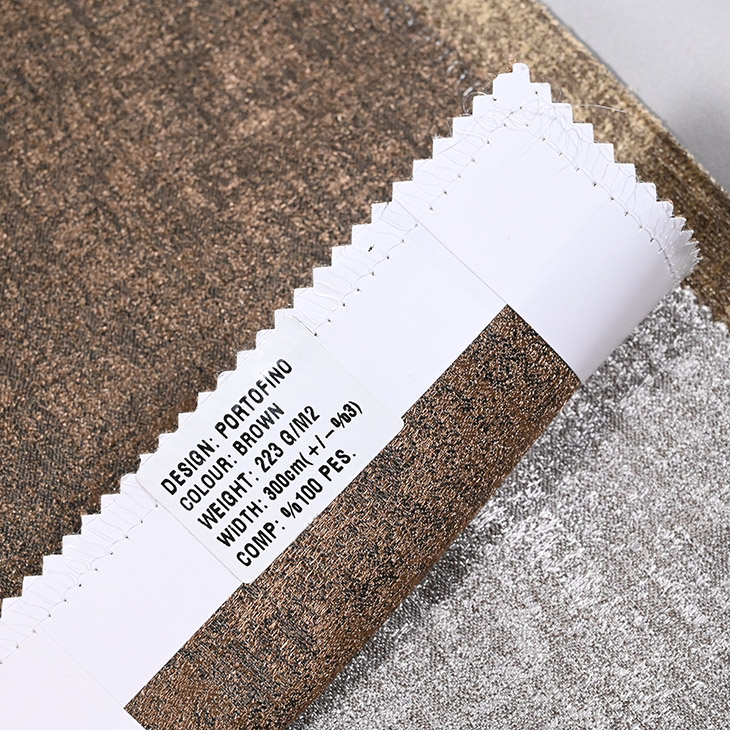 DESIGN: PORTOFINO
COLOUR: BROWN
WEIGHT: 223 G/M2
WIDTH: 300cm(+/-%3)
COMP: %100 PES.